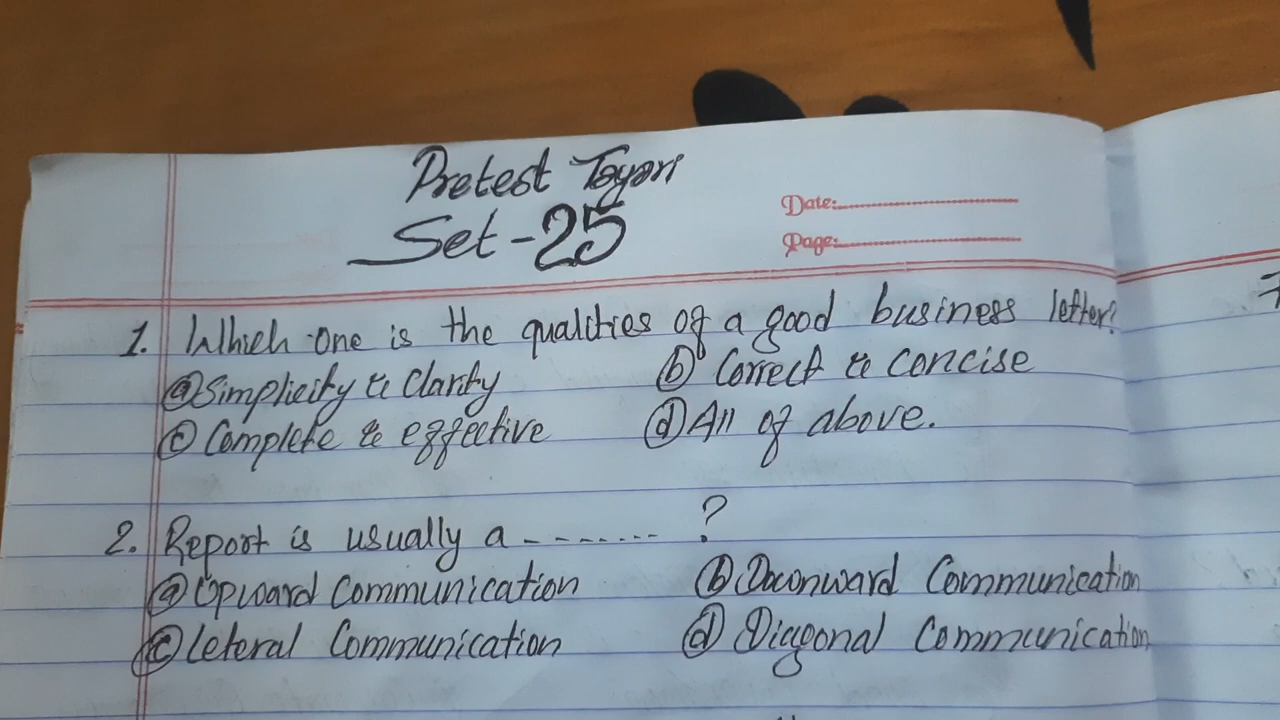 Pretest Tayari
Set-25
Date:
Page:
1. Which one is the qualities of a good business letter?
(a) Simplicity & Clarity (b) Correct & concise
(c) Complete & effective (d) All of above.
2. Report is usually a -------- ?
(a) Upward Communication (b) Downward Communication
(c) Leteral Communication (d) Diagonal Communication